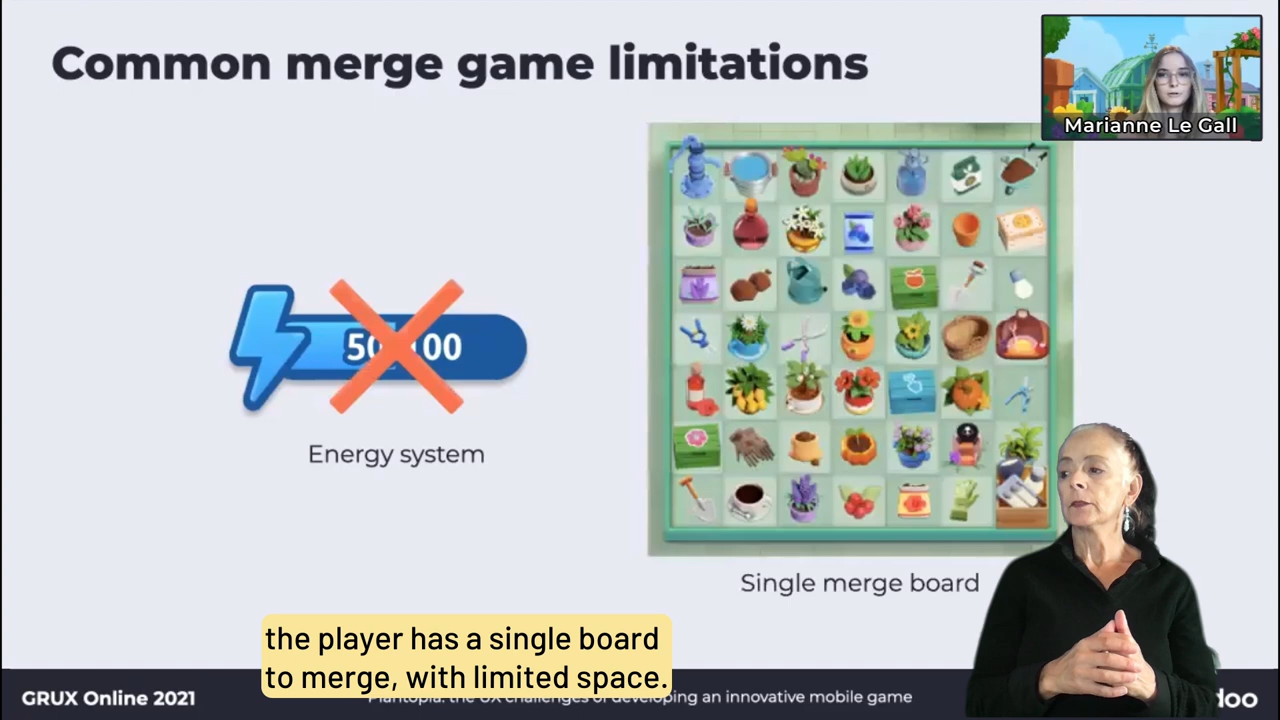 Common merge game limitations
Marianne Le Gall
Energy system
Single merge board
the player has a single board
to merge, with limited space.
GRUX Online 2021
the UX challenges of developing an innovative mobile game
doo